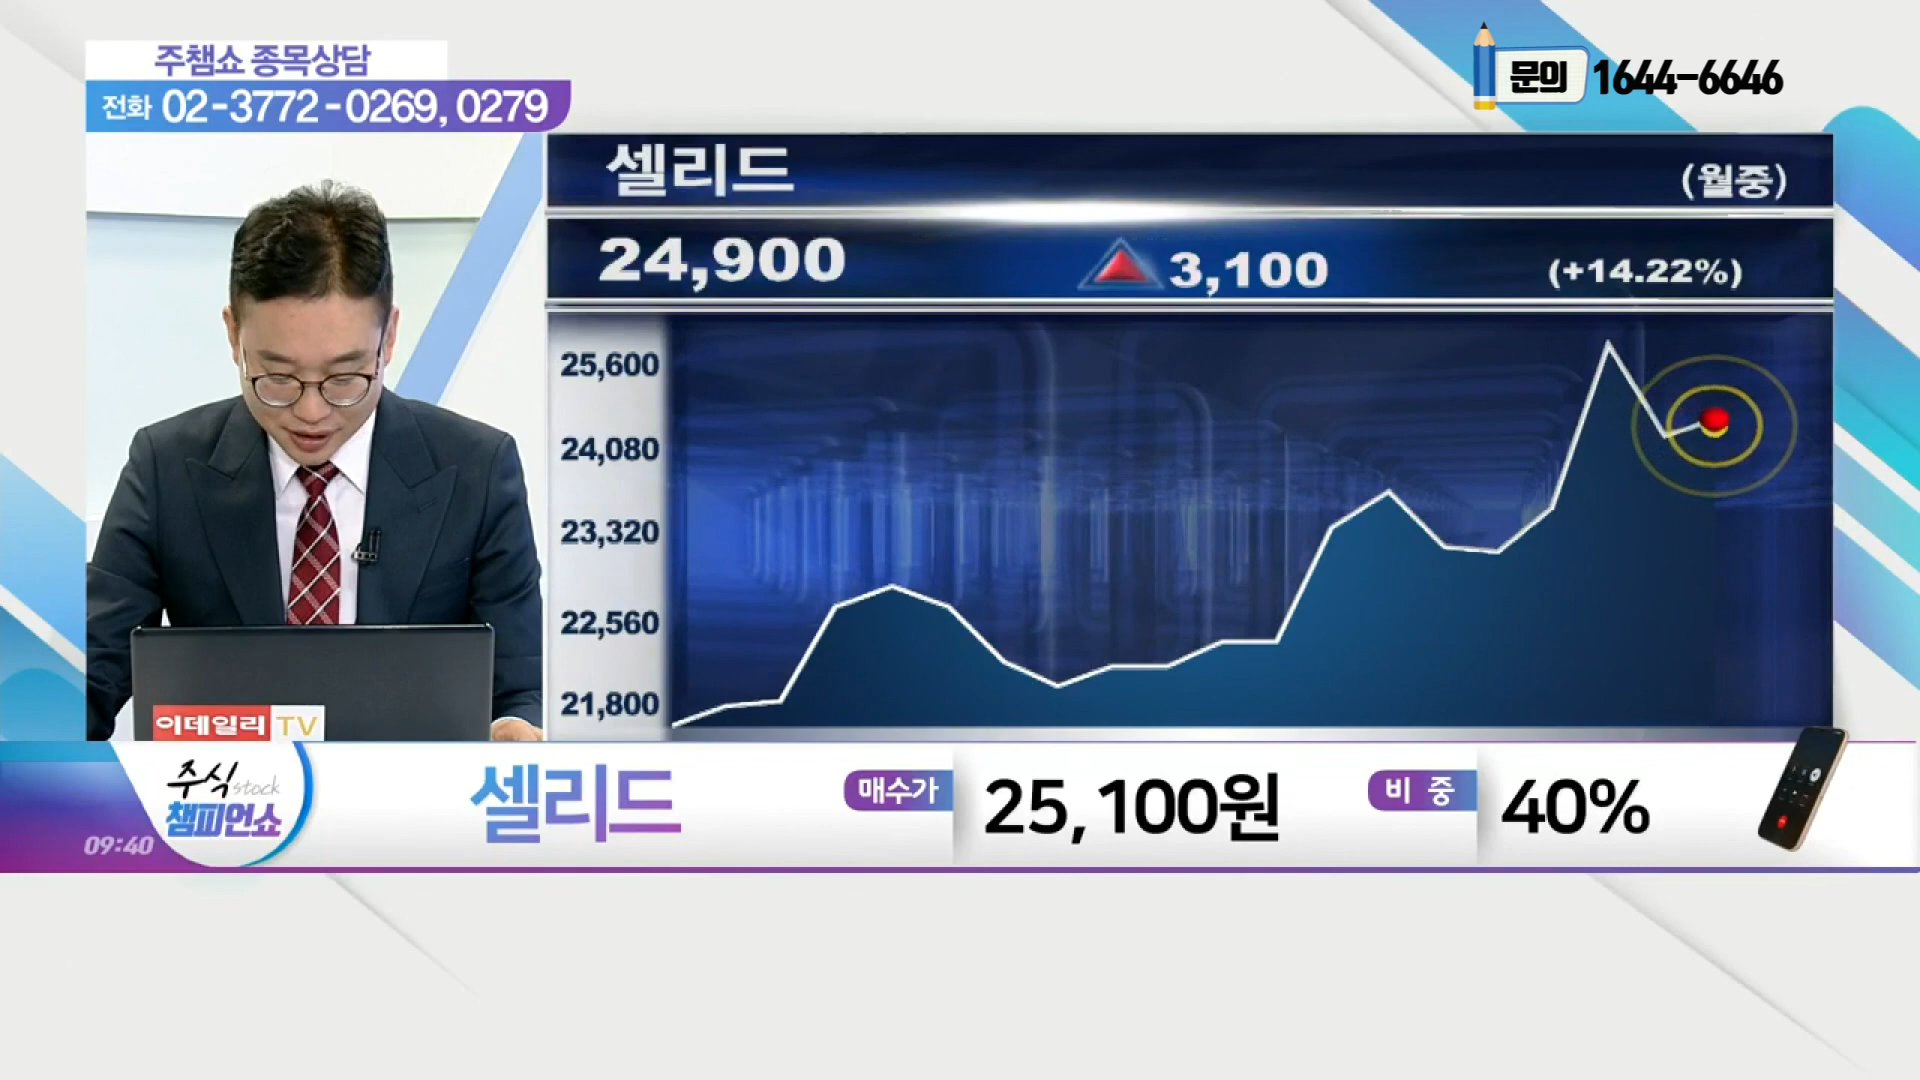 주챔쇼 종목상담
전화 02-3772-0269, 0279
문의 1644-6646
셀리드
(월중)
24,900
3,100
(+14.22%)
25,600
24,080
23,320
22,560
21,800
이데일리 TV
주식 stock
챔피언쇼
09:40
셀리드
매수가 25,100원
비 중 40%